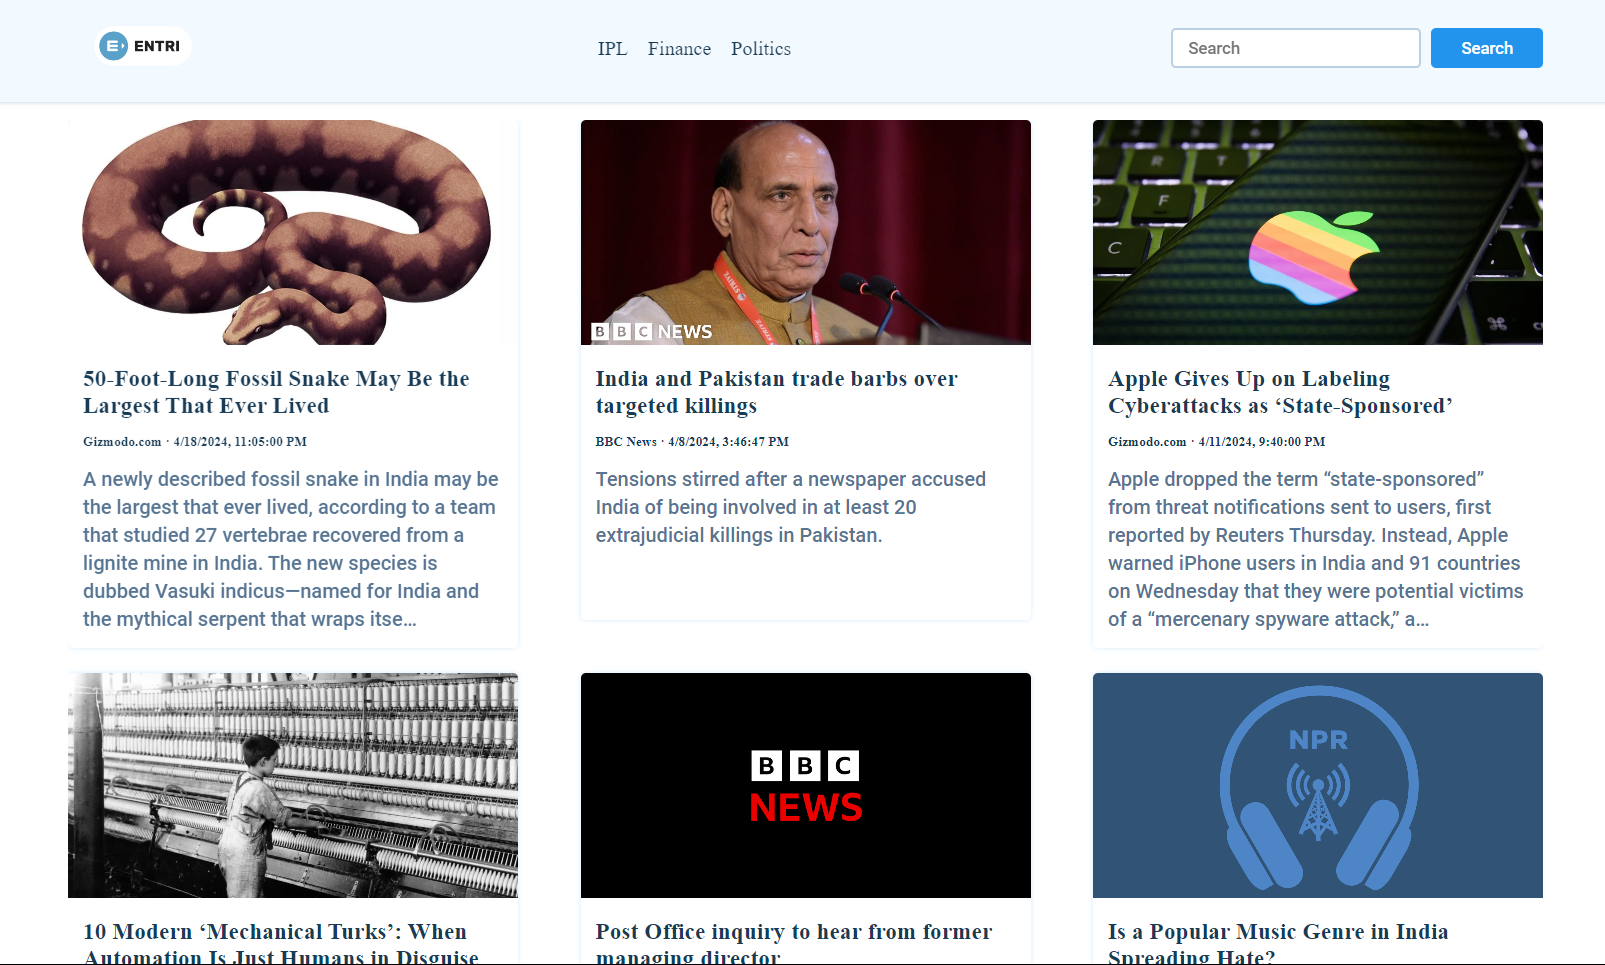 ENTRI
IPL Finance Politics
Search
Search
BBC NEWS
50-Foot-Long Fossil Snake May Be the
Largest That Ever Lived
Gizmodo.com · 4/18/2024, 11:05:00 PM
A newly described fossil snake in India may be
the largest that ever lived, according to a team
that studied 27 vertebrae recovered from a
lignite mine in India. The new species is
dubbed Vasuki indicus—named for India and
the mythical serpent that wraps itse…
India and Pakistan trade barbs over
targeted killings
BBC News · 4/8/2024, 3:46:47 PM
Tensions stirred after a newspaper accused
India of being involved in at least 20
extrajudicial killings in Pakistan.
Apple Gives Up on Labeling
Cyberattacks as ‘State-Sponsored’
Gizmodo.com · 4/11/2024, 9:40:00 PM
Apple dropped the term “state-sponsored”
from threat notifications sent to users, first
reported by Reuters Thursday. Instead, Apple
warned iPhone users in India and 91 countries
on Wednesday that they were potential victims
of a “mercenary spyware attack,” a…
10 Modern ‘Mechanical Turks’: When
Automation Is Just Humans in Disguise
BBC
NEWS
Post Office inquiry to hear from former
managing director
NPR
Is a Popular Music Genre in India
Spreading Hate?